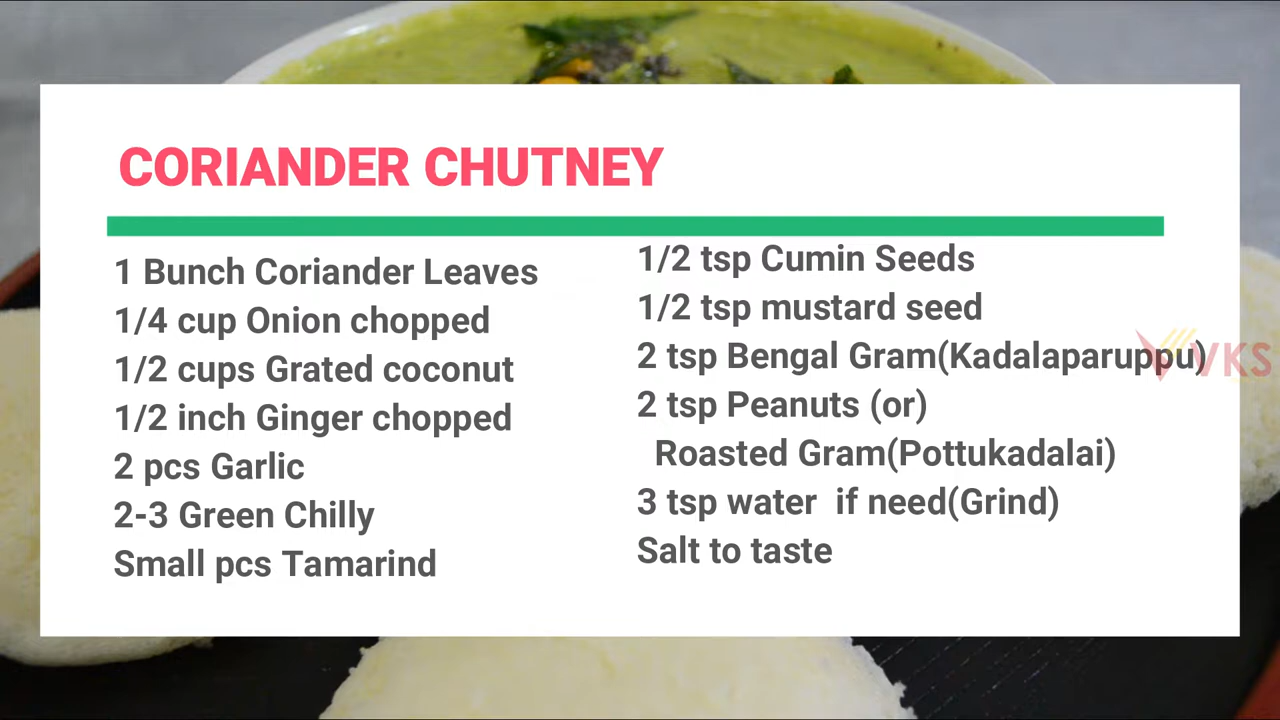 CORIANDER CHUTNEY
1 Bunch Coriander Leaves
1/4 cup Onion chopped
1/2 cups Grated coconut
1/2 inch Ginger chopped
2 pcs Garlic
2-3 Green Chilly
Small pcs Tamarind
1/2 tsp Cumin Seeds
1/2 tsp mustard seed
2 tsp Bengal Gram(Kadalaparuppu)
2 tsp Peanuts (or)
Roasted Gram(Pottukadalai)
3 tsp water  if need(Grind)
Salt to taste
VKS